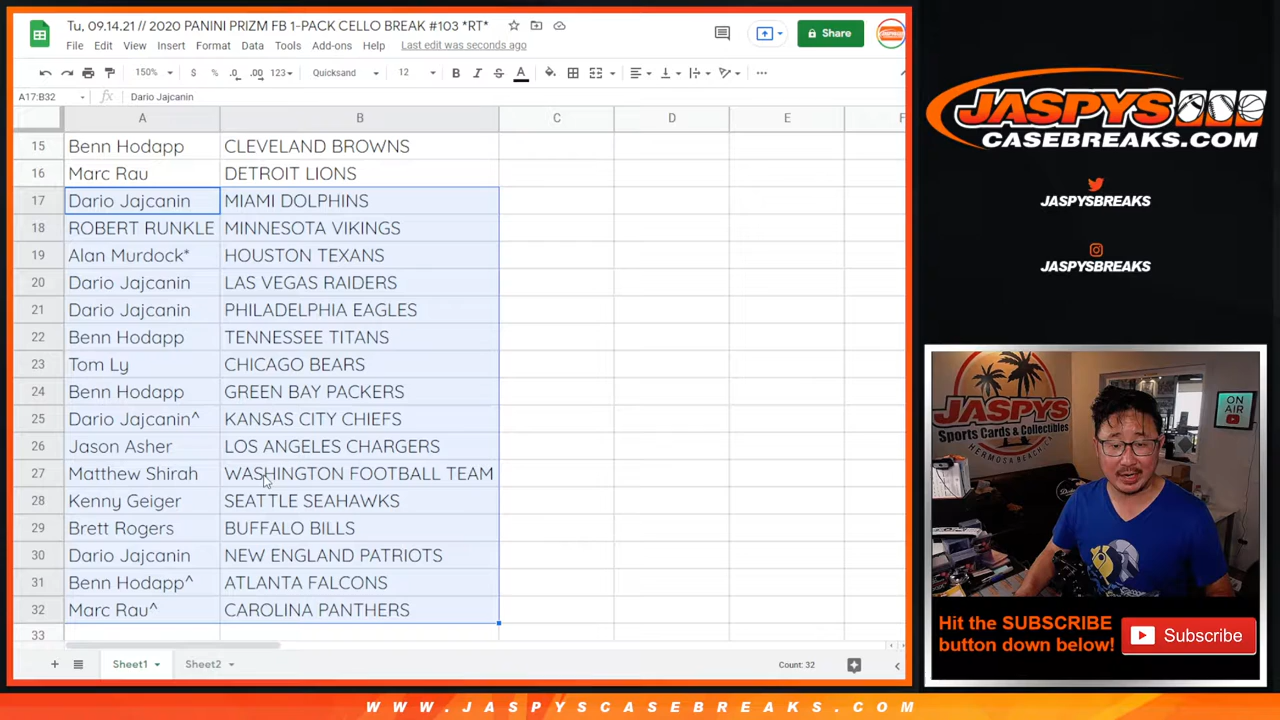 Tu, 09.14.21 // 2020 PANINI PRIZM FB 1-PACK CELLO BREAK #103 *RT*
File Edit View Insert Format Data Tools Add-ons Help Last edit was seconds ago
Share
150% $ % .0 .00 123 Quicksand 12 B I S A
A17:B32 fx Dario Jajcanin
A B C D E F
15 Benn Hodapp CLEVELAND BROWNS
16 Marc Rau DETROIT LIONS
17 Dario Jajcanin MIAMI DOLPHINS
18 ROBERT RUNKLE MINNESOTA VIKINGS
19 Alan Murdock* HOUSTON TEXANS
20 Dario Jajcanin LAS VEGAS RAIDERS
21 Dario Jajcanin PHILADELPHIA EAGLES
22 Benn Hodapp TENNESSEE TITANS
23 Tom Ly CHICAGO BEARS
24 Benn Hodapp GREEN BAY PACKERS
25 Dario Jajcanin^ KANSAS CITY CHIEFS
26 Jason Asher LOS ANGELES CHARGERS
27 Matthew Shirah WASHINGTON FOOTBALL TEAM
28 Kenny Geiger SEATTLE SEAHAWKS
29 Brett Rogers BUFFALO BILLS
30 Dario Jajcanin NEW ENGLAND PATRIOTS
31 Benn Hodapp^ ATLANTA FALCONS
32 Marc Rau^ CAROLINA PANTHERS
33
Sheet1 Sheet2 Count: 32
JASPYS
CASEBREAKS.COM
JASPYSBREAKS
JASPYSBREAKS
JASPYS
Sports Cards & Collectibles
HERMOSA BEACH
ON AIR
Hit the SUBSCRIBE
button down below!
Subscribe
WWW.JASPYSCASEBREAKS.COM